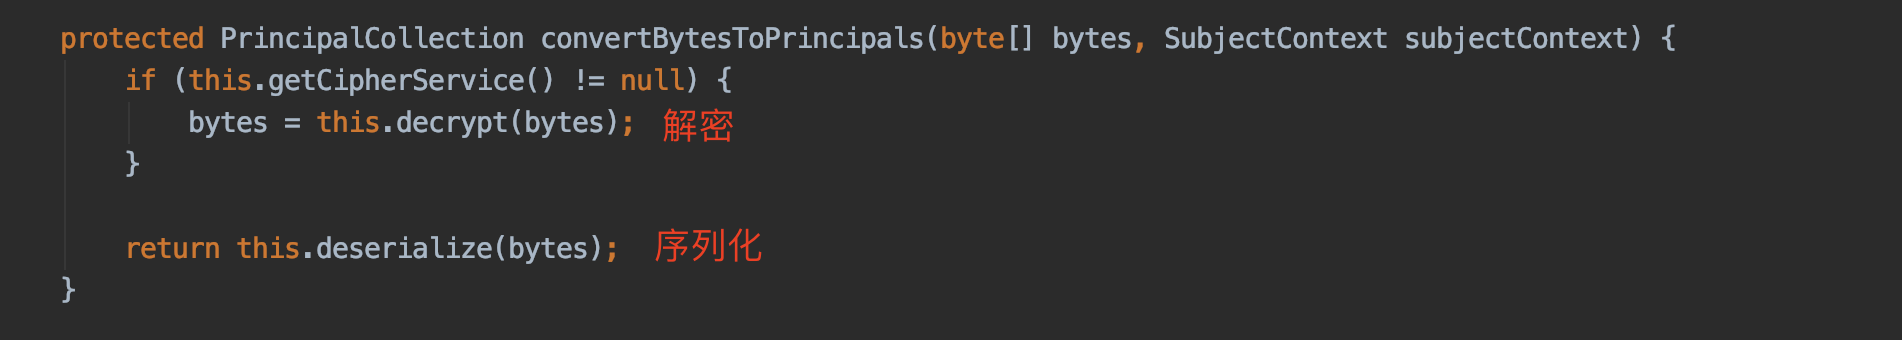 protected PrincipalCollection convertBytesToPrincipals(byte[] bytes, SubjectContext subjectContext) {
if (this.getCipherService() != null) {
bytes = this.decrypt(bytes); 解密
}
return this.deserialize(bytes); 序列化
}